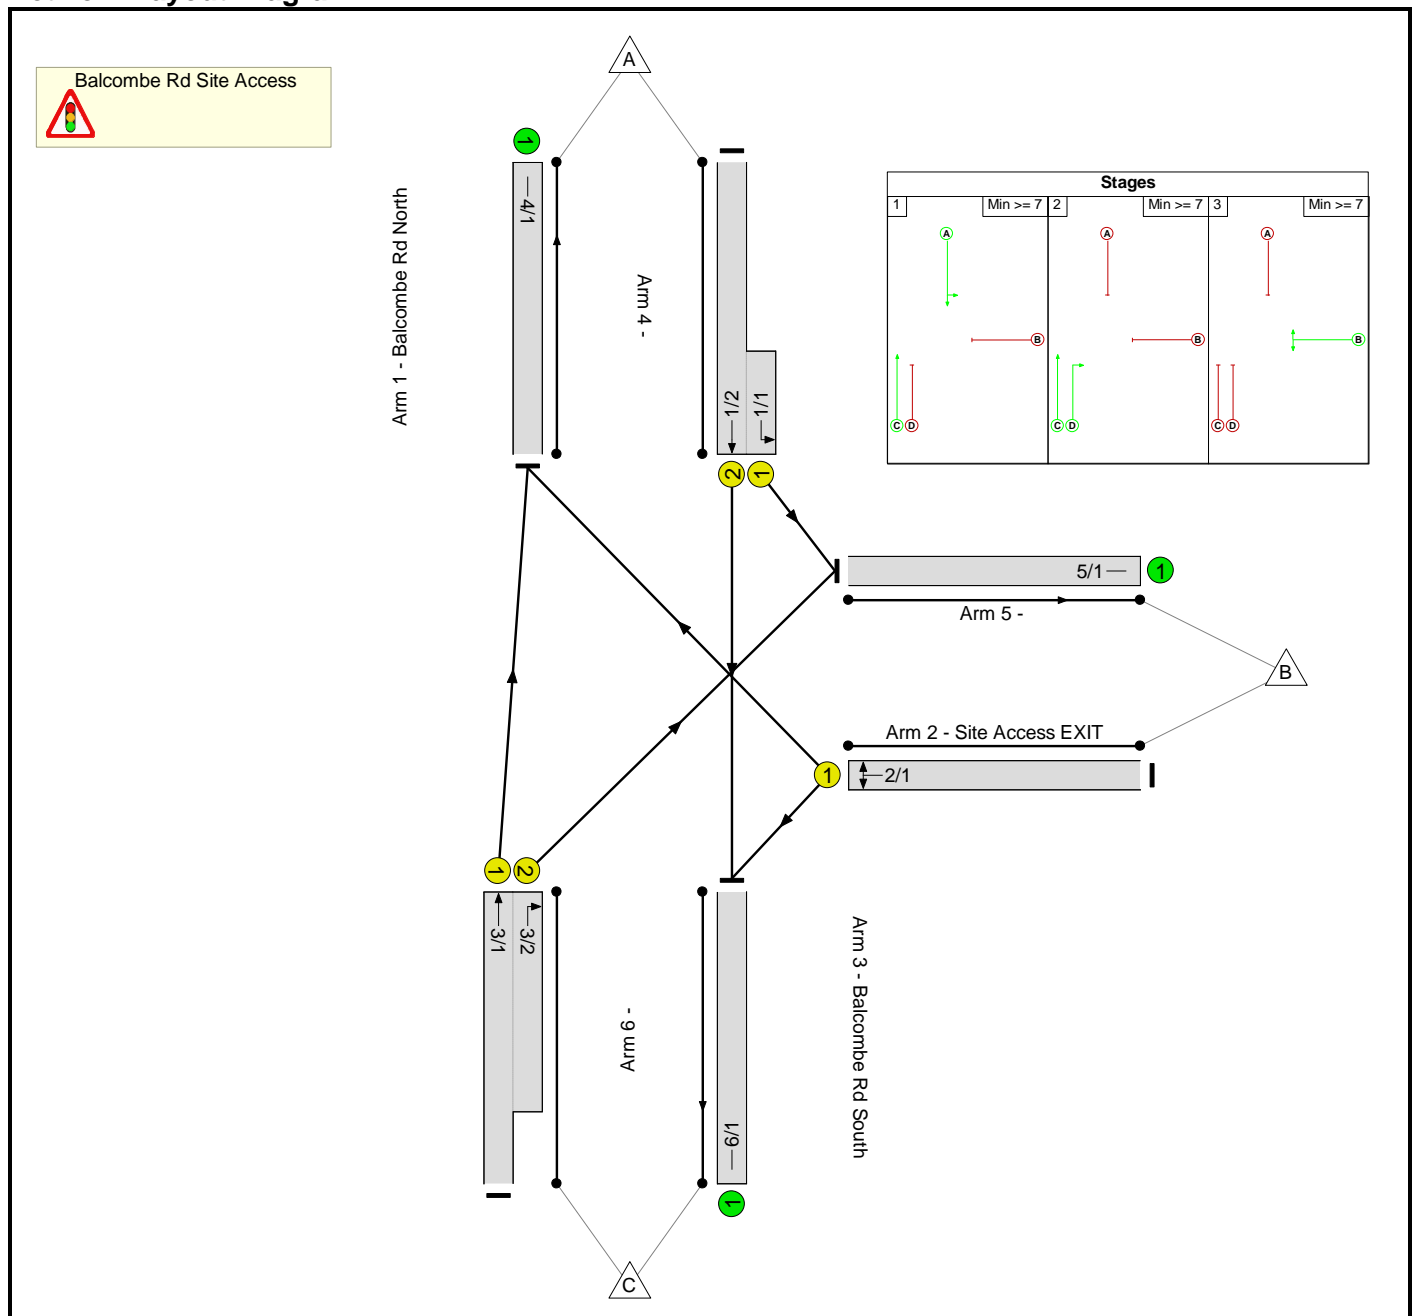 Balcombe Rd Site Access
A
1
4/1
Arm 1 - Balcombe Rd North
Arm 4 -
1/2
1/1
2
1
Stages
1
Min >= 7
2
Min >= 7
3
Min >= 7
A
A
A
B
B
B
C
D
C
D
C
D
5/1
1
Arm 5 -
B
Arm 2 - Site Access EXIT
1
2/1
1
2
3/1
3/2
Arm 6 -
6/1
Arm 3 - Balcombe Rd South
1
C